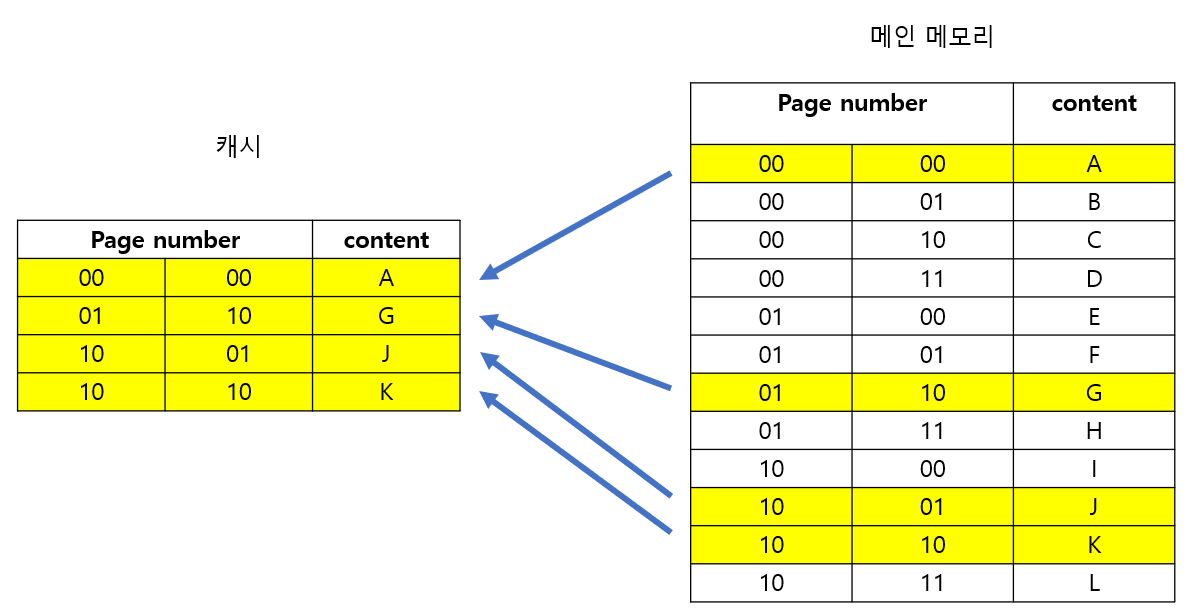 메인 메모리
Page number content
00 00 A
00 01 B
00 10 C
00 11 D
01 00 E
01 01 F
01 10 G
01 11 H
10 00 I
10 01 J
10 10 K
10 11 L
캐시
Page number content
00 00 A
01 10 G
10 01 J
10 10 K